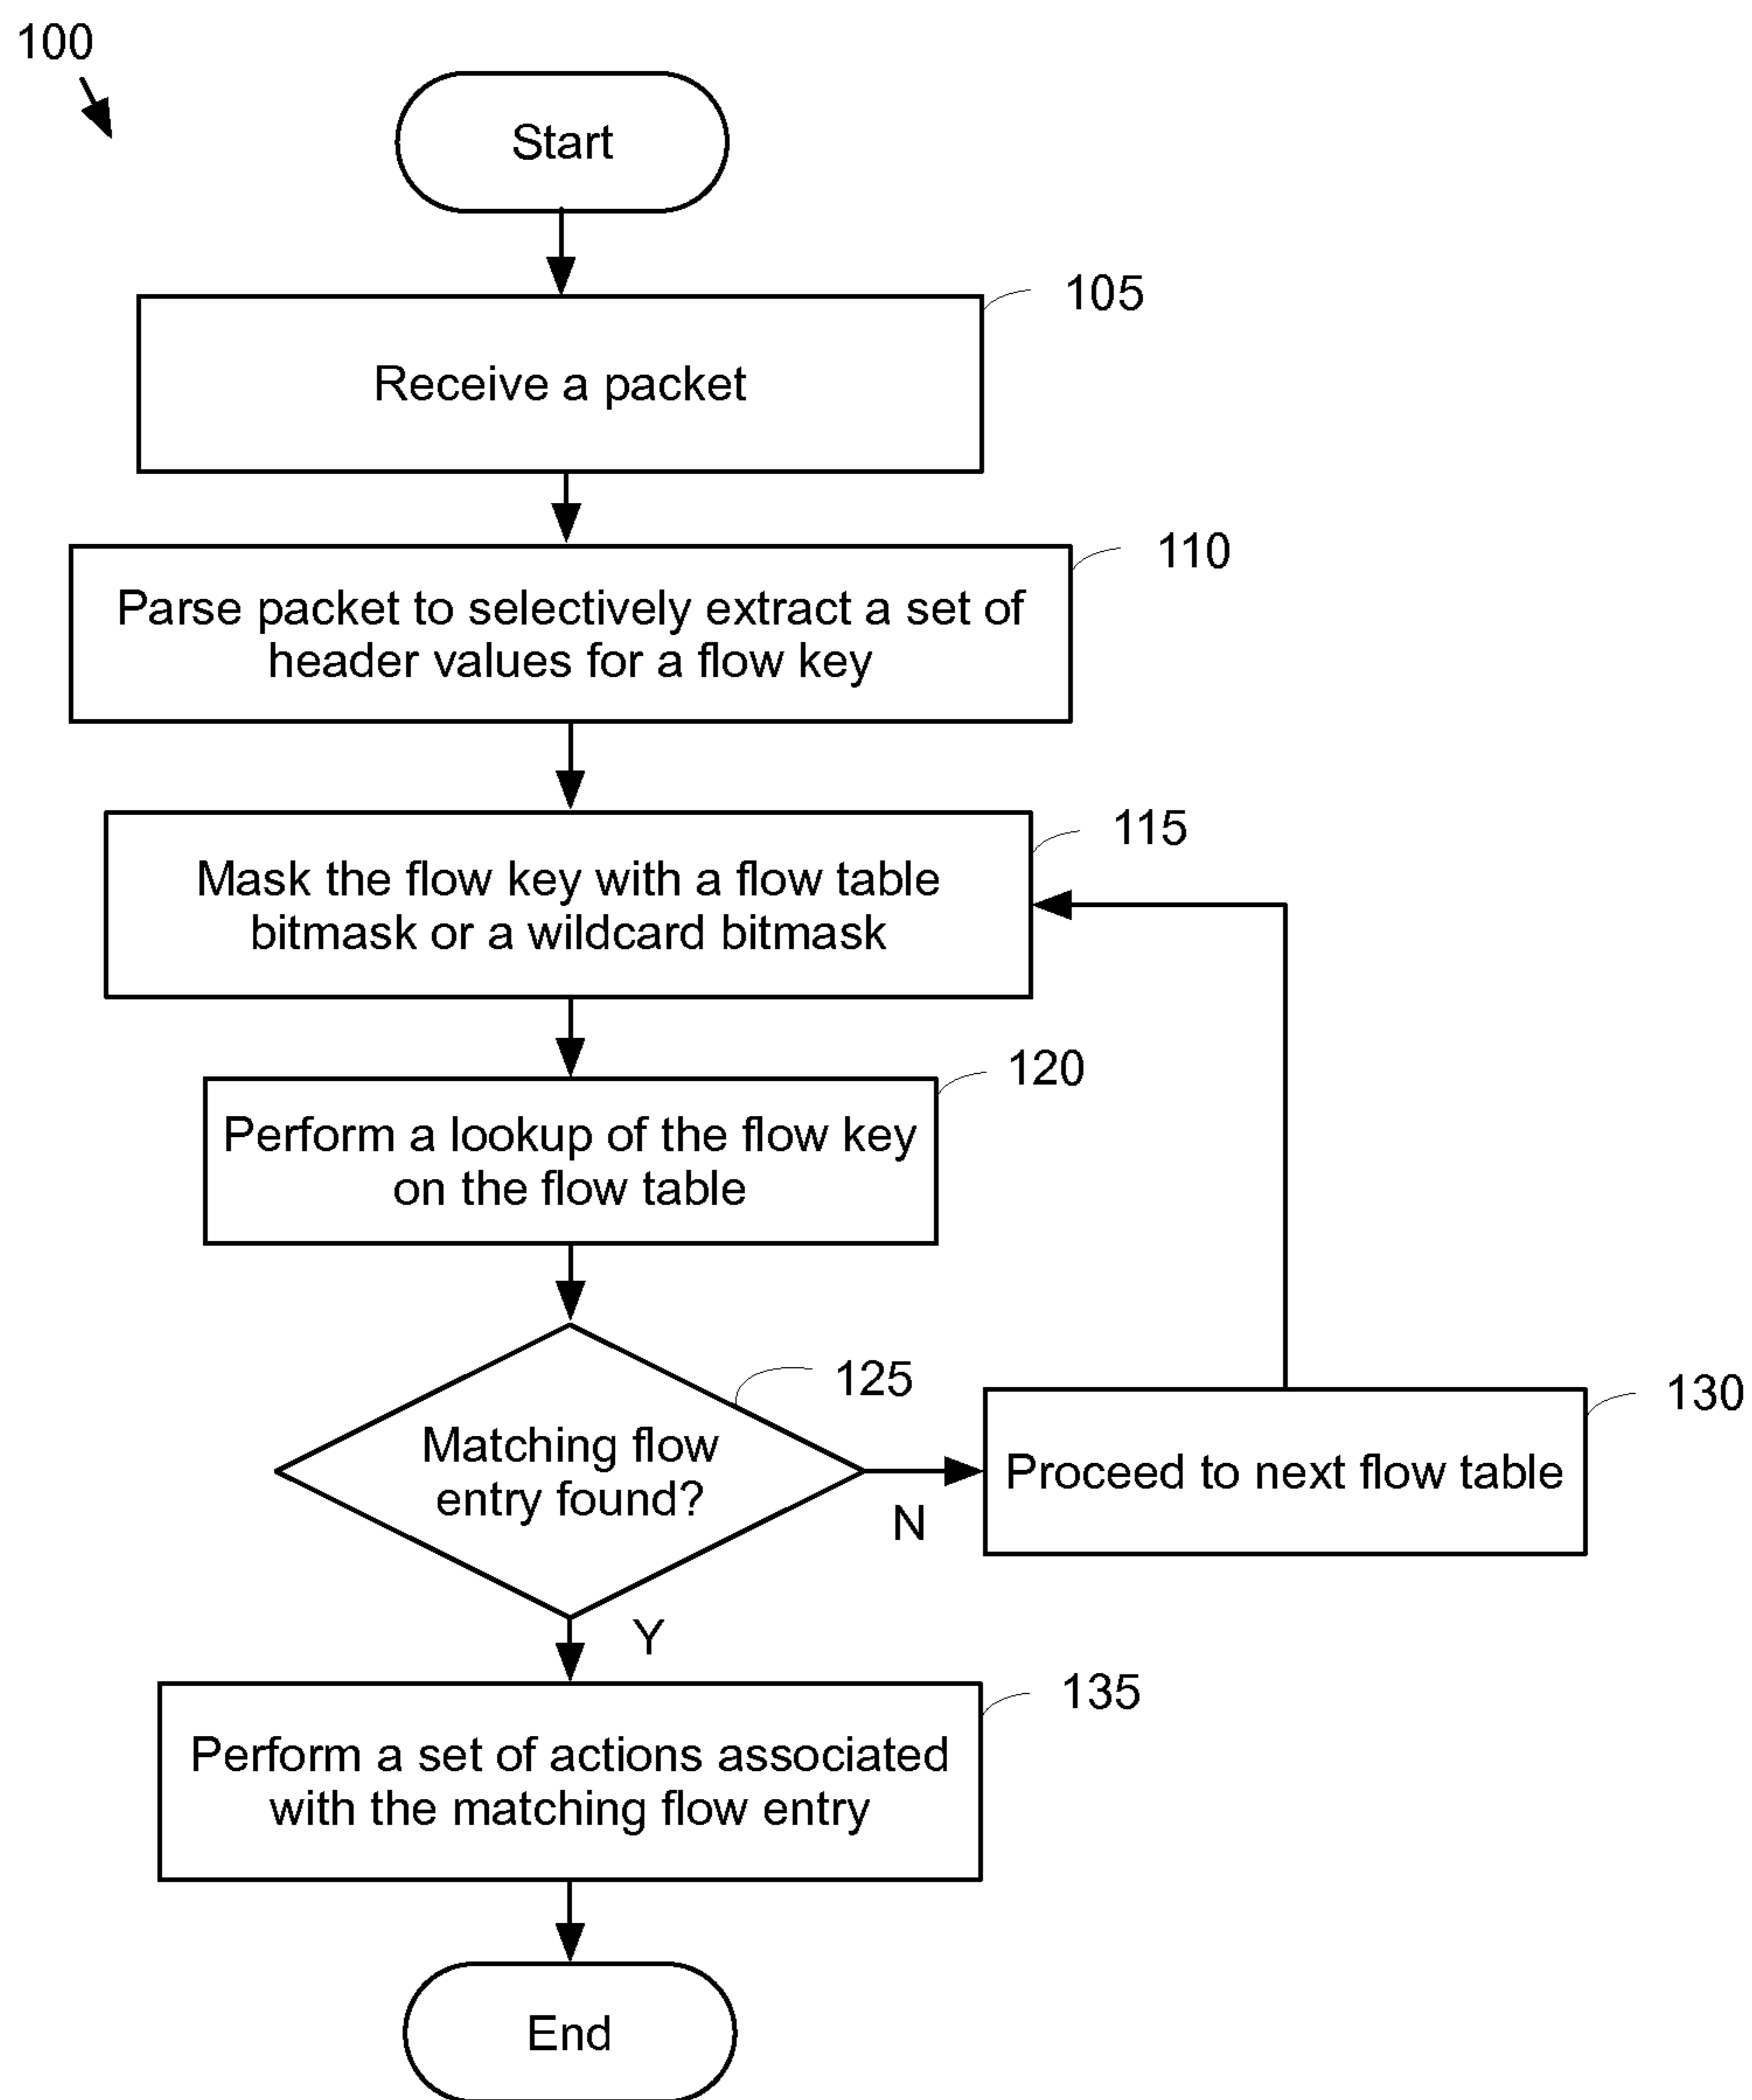 100
Start
105
Receive a packet
110
Parse packet to selectively extract a set of
header values for a flow key
115
Mask the flow key with a flow table
bitmask or a wildcard bitmask
120
Perform a lookup of the flow key
on the flow table
125
Matching flow
entry found?
N
130
Proceed to next flow table
Y
135
Perform a set of actions associated
with the matching flow entry
End